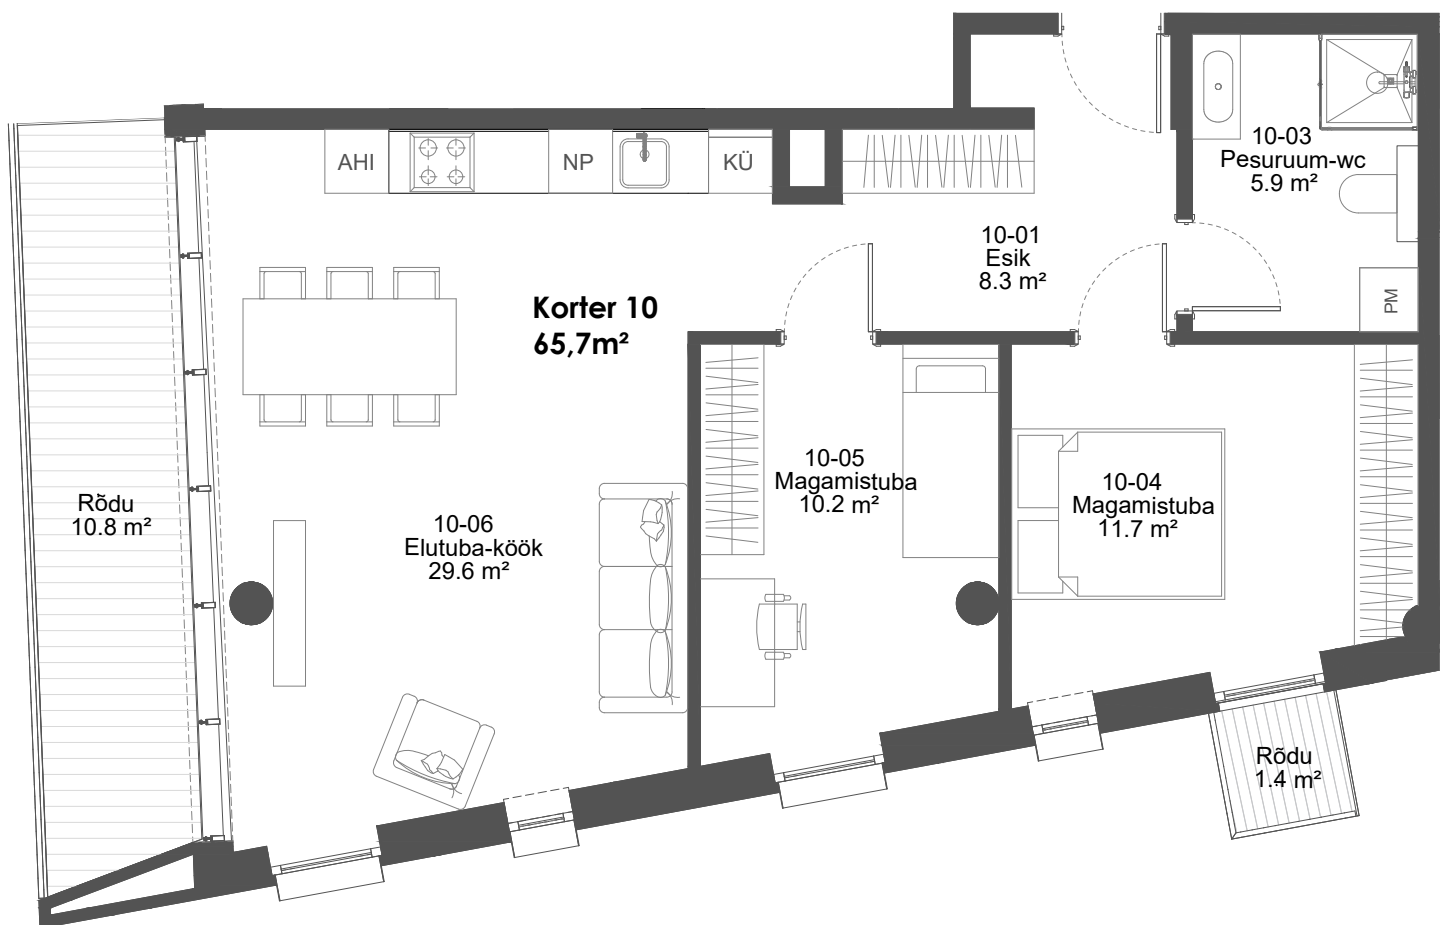 AHI
NP
KÜ
10-03
Pesuruum-wc
5.9 m²
PM
10-01
Esik
8.3 m²
Korter 10
65,7m²
Rõdu
10.8 m²
10-06
Elutuba-köök
29.6 m²
10-05
Magamistuba
10.2 m²
10-04
Magamistuba
11.7 m²
Rõdu
1.4 m²